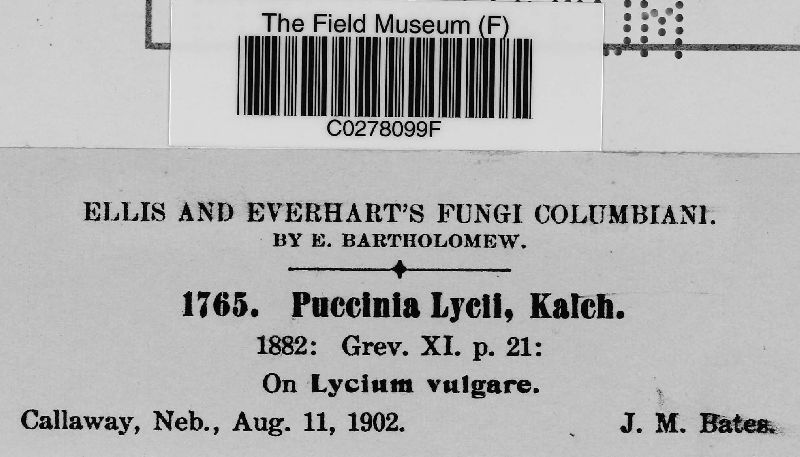 The Field Museum (F)
C0278099F
ELLIS AND EVERHART'S FUNGI COLUMBIANI.
BY E. BARTHOLOMEW.
1765. Puccinia Lycii, Kalch.
1882: Grev. XI. p. 21:
On Lycium vulgare.
Callaway, Neb., Aug. 11, 1902. J. M. Bates.